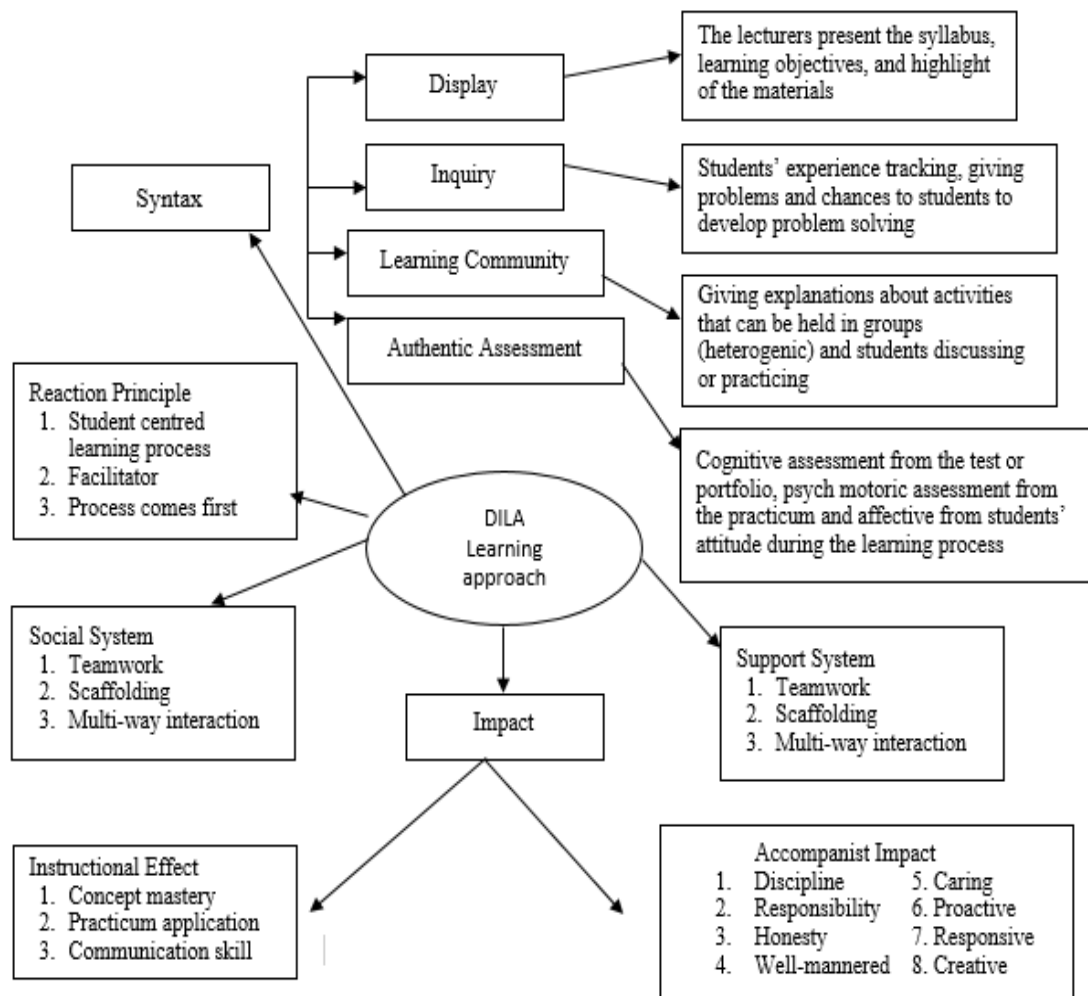 The lecturers present the syllabus,
learning objectives, and highlight
of the materials
Display
Syntax
Inquiry
Students’ experience tracking, giving
problems and chances to students to
develop problem solving
Learning Community
Giving explanations about activities
that can be held in groups
(heterogenic) and students discussing
or practicing
Authentic Assessment
Reaction Principle
1. Student centred
learning process
2. Facilitator
3. Process comes first
Cognitive assessment from the test or
portfolio, psych motoric assessment from
the practicum and affective from students’
attitude during the learning process
DILA
Learning
approach
Social System
1. Teamwork
2. Scaffolding
3. Multi-way interaction
Support System
1. Teamwork
2. Scaffolding
3. Multi-way interaction
Impact
Instructional Effect
1. Concept mastery
2. Practicum application
3. Communication skill
Accompanist Impact
1. Discipline 5. Caring
2. Responsibility 6. Proactive
3. Honesty 7. Responsive
4. Well-mannered 8. Creative